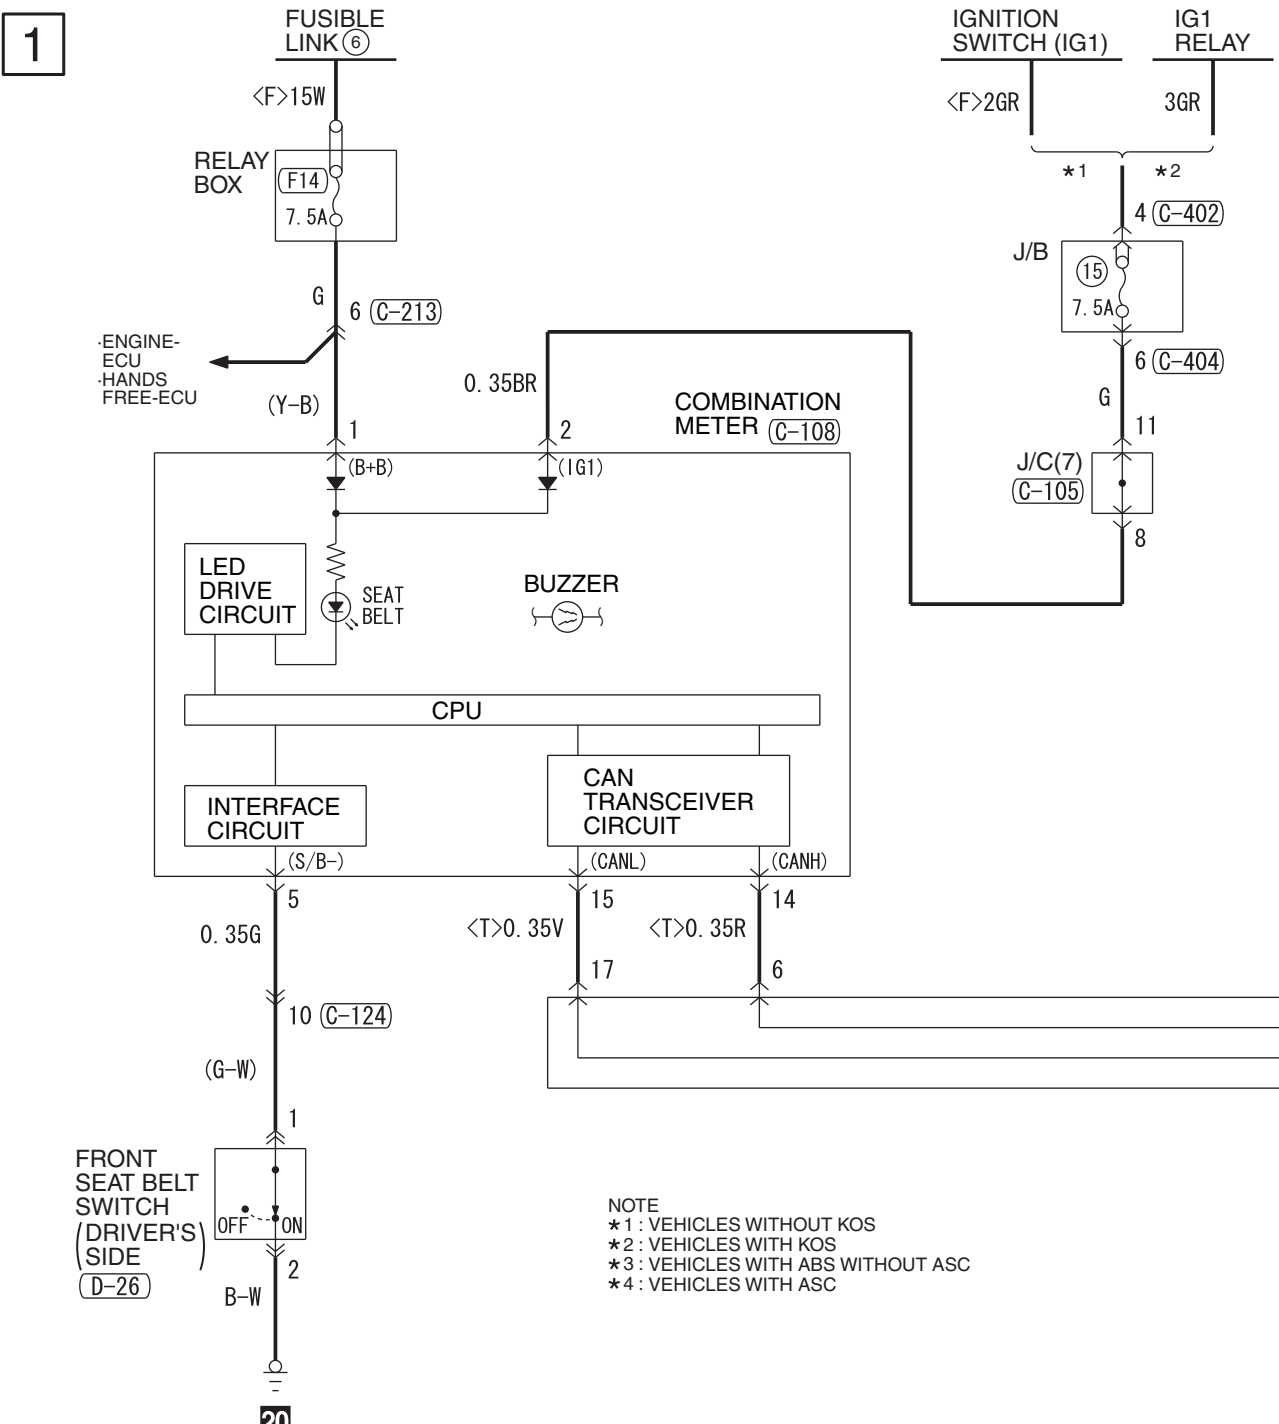 1
FUSIBLE
LINK 6
IGNITION
SWITCH (IG1)
IG1
RELAY
<F>15W
<F>2GR
3GR
RELAY
BOX
F14
7.5A
*1
*2
4 C-402
J/B
15
7.5A
G
6 C-213
·ENGINE-
ECU
·HANDS
FREE-ECU
(Y-B)
0.35BR
6 C-404
G
COMBINATION
METER C-108
1
2
11
(B+B)
(IG1)
J/C(7)
C-105
8
LED
DRIVE
CIRCUIT
SEAT
BELT
BUZZER
CPU
INTERFACE
CIRCUIT
CAN
TRANSCEIVER
CIRCUIT
(S/B-)
(CANL)
(CANH)
5
15
14
0.35G
<T>0.35V
<T>0.35R
17
6
10 C-124
(G-W)
1
FRONT
SEAT BELT
SWITCH
(DRIVER'S
SIDE)
D-26
OFF
ON
2
B-W
20
NOTE
*1 : VEHICLES WITHOUT KOS
*2 : VEHICLES WITH KOS
*3 : VEHICLES WITH ABS WITHOUT ASC
*4 : VEHICLES WITH ASC